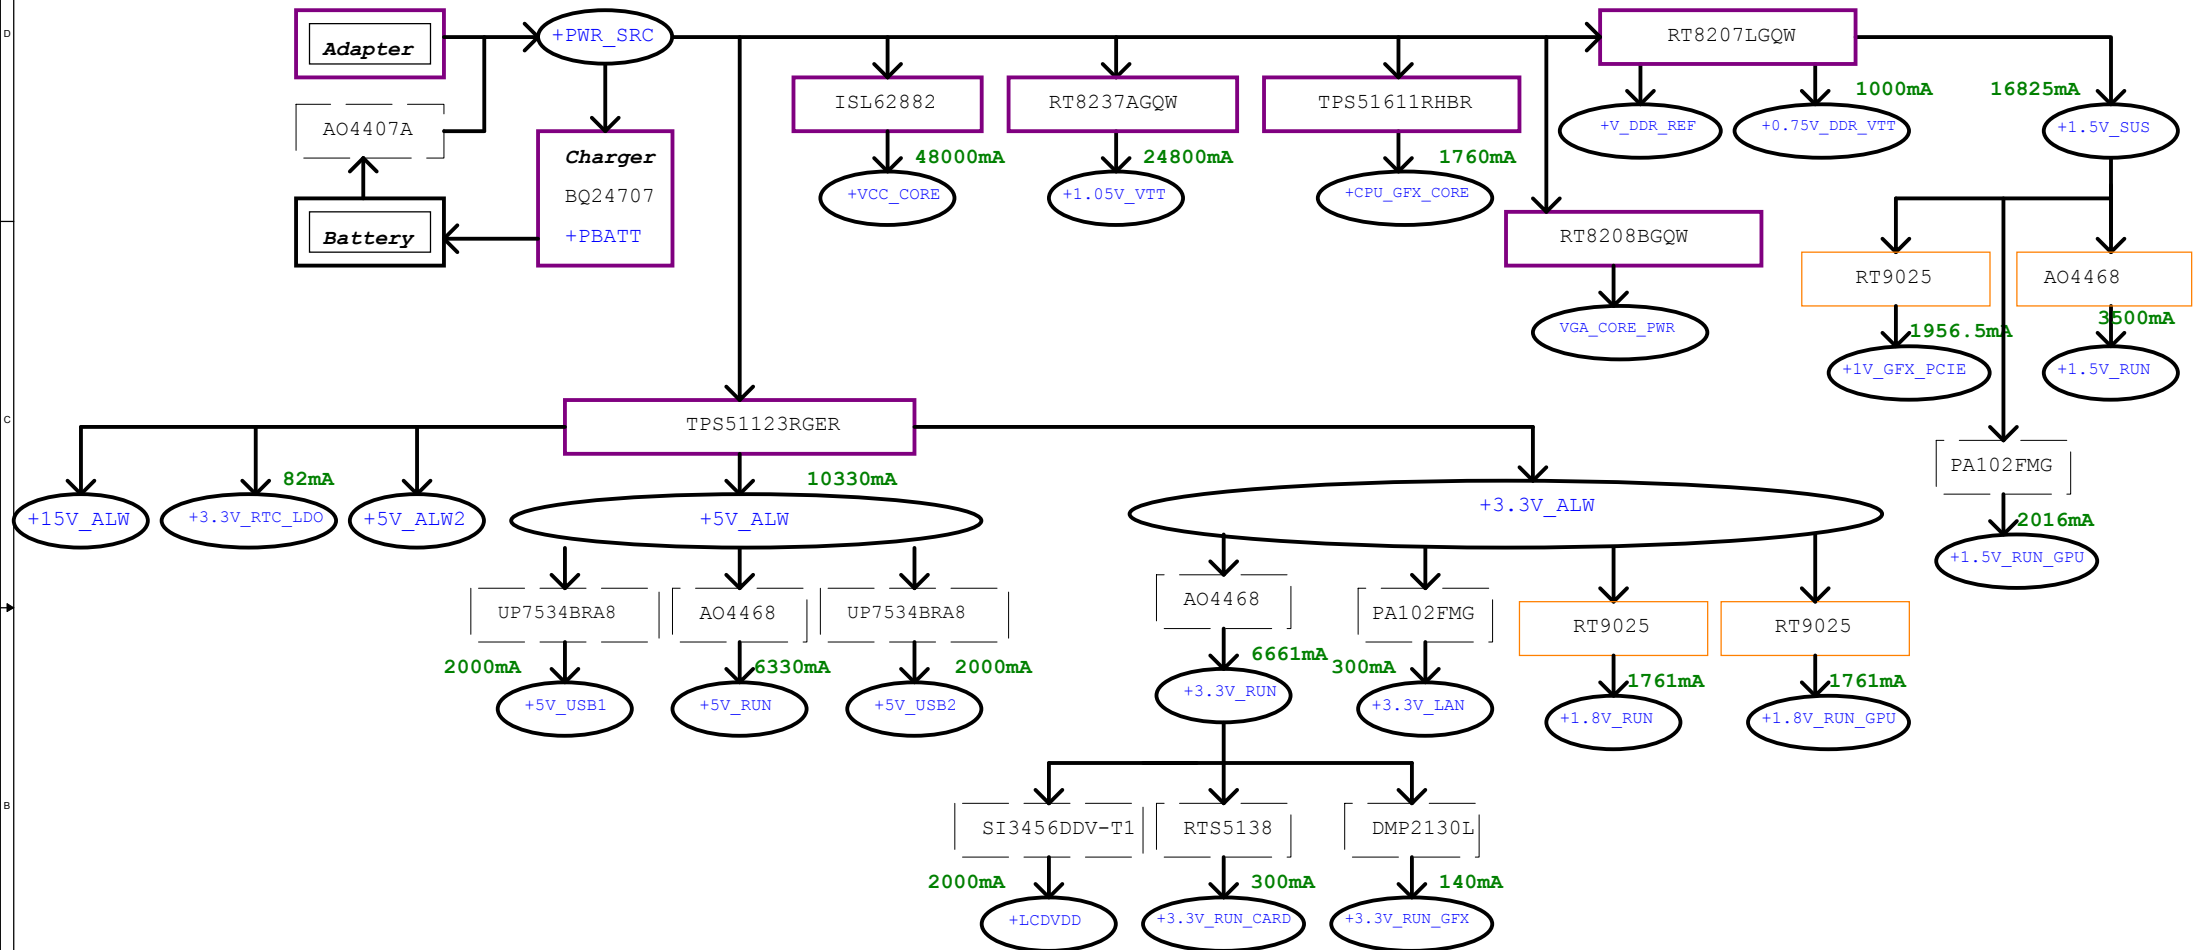 D
Adapter
+PWR_SRC
RT8207LGQW
AO4407A
ISL62882
RT8237AGQW
TPS51611RHBR
1000mA
16825mA
+V_DDR_REF
+0.75V_DDR_VTT
+1.5V_SUS
Charger
BQ24707
+PBATT
Battery
48000mA
24800mA
1760mA
+VCC_CORE
+1.05V_VTT
+CPU_GFX_CORE
RT8208BGQW
VGA_CORE_PWR
RT9025
AO4468
1956.5mA
3500mA
+1V_GFX_PCIE
+1.5V_RUN
C
TPS51123RGER
PA102FMG
82mA
10330mA
+15V_ALW
+3.3V_RTC_LDO
+5V_ALW2
+5V_ALW
+3.3V_ALW
2016mA
+1.5V_RUN_GPU
UP7534BRA8
AO4468
UP7534BRA8
AO4468
PA102FMG
RT9025
RT9025
2000mA
6330mA
2000mA
6661mA
300mA
1761mA
1761mA
+5V_USB1
+5V_RUN
+5V_USB2
+3.3V_RUN
+3.3V_LAN
+1.8V_RUN
+1.8V_RUN_GPU
B
SI3456DDV-T1
RTS5138
DMP2130L
2000mA
300mA
140mA
+LCDVDD
+3.3V_RUN_CARD
+3.3V_RUN_GFX